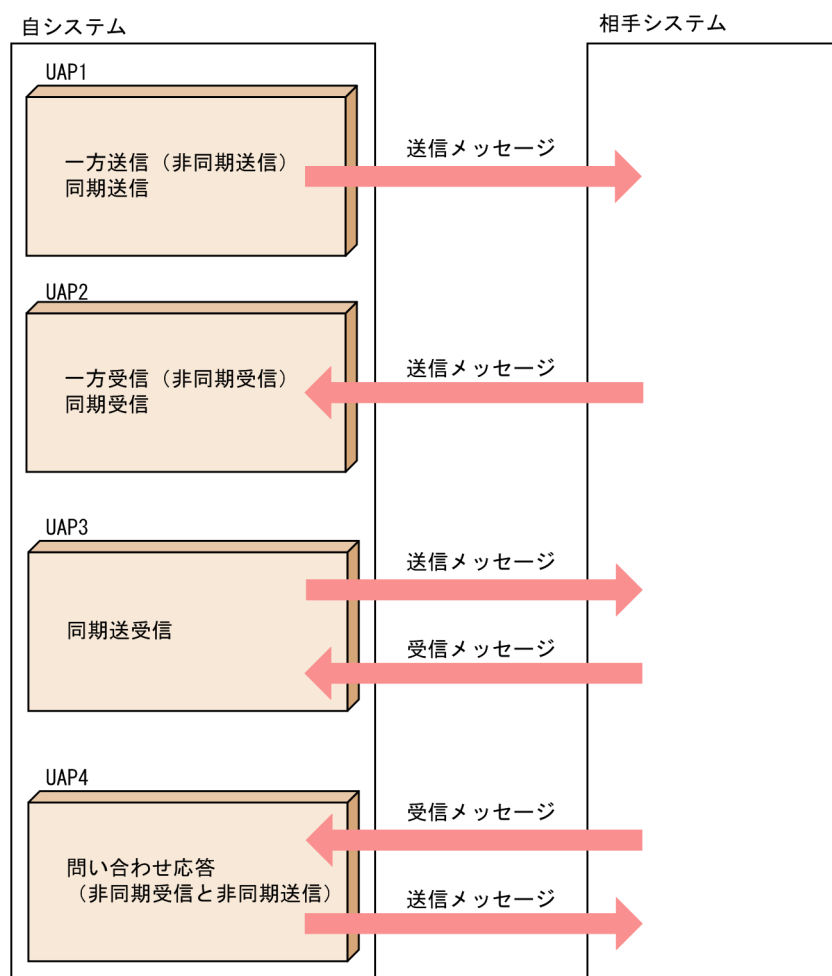 自システム
相手システム
UAP1
一方送信（非同期送信）
同期送信
送信メッセージ
UAP2
一方受信（非同期受信）
同期受信
送信メッセージ
UAP3
同期送受信
送信メッセージ
受信メッセージ
UAP4
問い合わせ応答
（非同期受信と非同期送信）
受信メッセージ
送信メッセージ